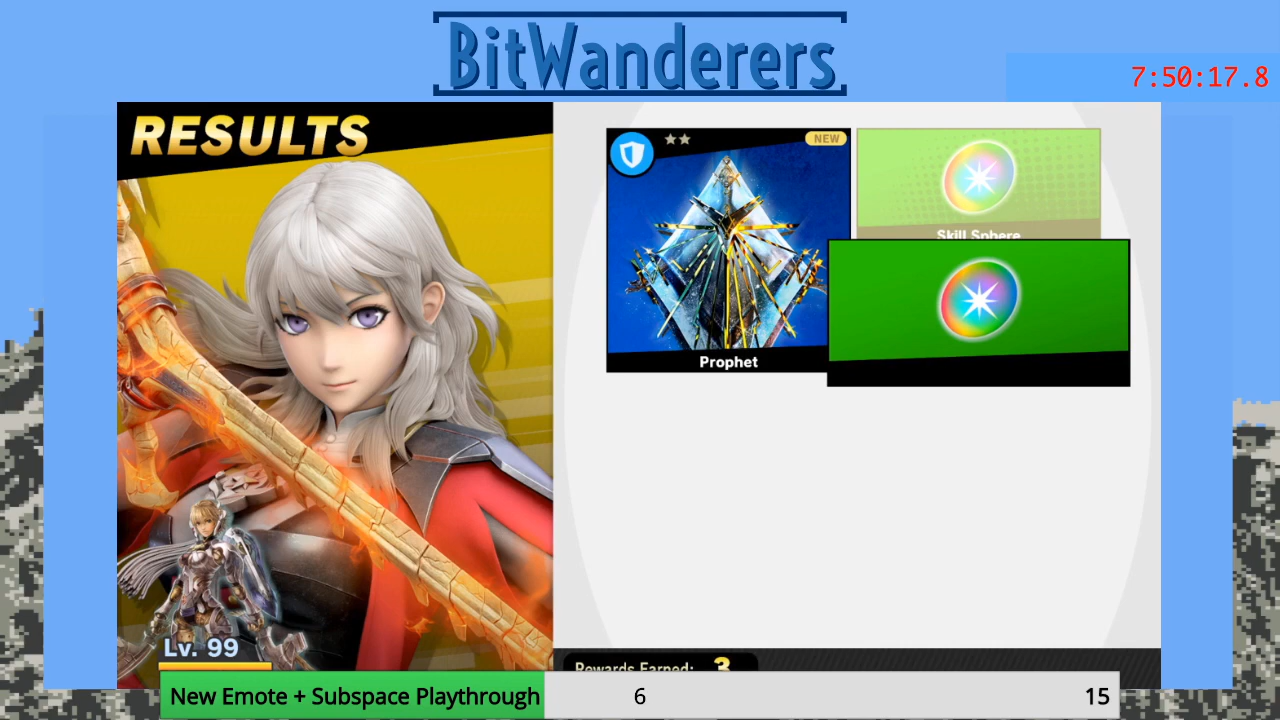 BitWanderers
7:50:17.8
RESULTS
NEW
Skill Sphere
Prophet
Lv. 99
Rewards Earned: 3
New Emote + Subspace Playthrough 6 15